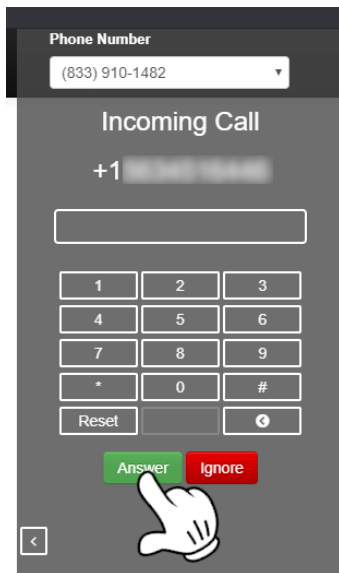 Phone Number
(833) 910-1482
Incoming Call
+1
1 2 3
4 5 6
7 8 9
* 0 #
Reset
Answer Ignore